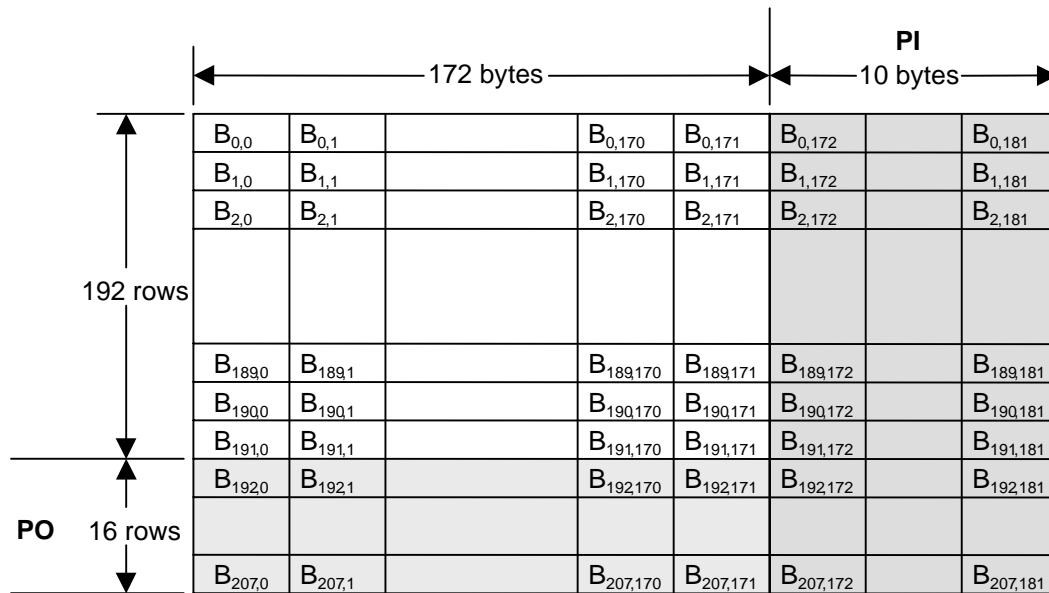 PI
172 bytes 10 bytes
B0,0 B0,1 B0,170 B0,171 B0,172 B0,181
B1,0 B1,1 B1,170 B1,171 B1,172 B1,181
B2,0 B2,1 B2,170 B2,171 B2,172 B2,181
192 rows
B189,0 B189,1 B189,170 B189,171 B189,172 B189,181
B190,0 B190,1 B190,170 B190,171 B190,172 B190,181
B191,0 B191,1 B191,170 B191,171 B191,172 B191,181
B192,0 B192,1 B192,170 B192,171 B192,172 B192,181
PO 16 rows
B207,0 B207,1 B207,170 B207,171 B207,172 B207,181